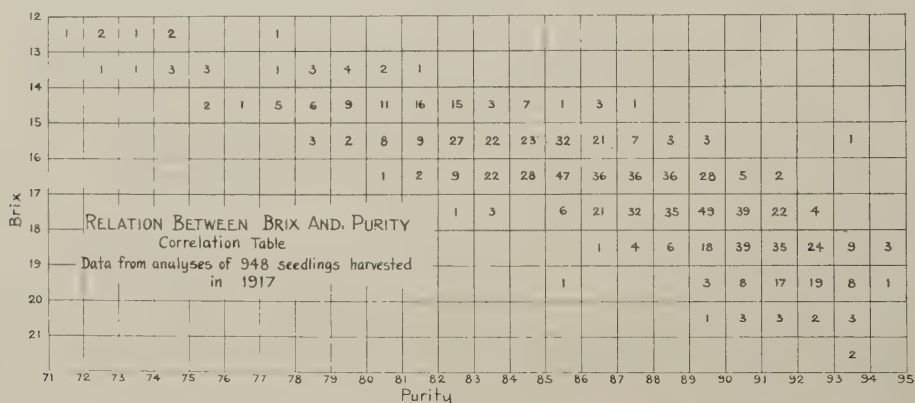 12
1 2 1 2 1
13
1 1 3 3 1 3 4 2 1
14
2 1 5 6 9 11 16 15 3 7 1 3 1
15
3 2 8 9 27 22 23 32 21 7 3 3 1
16
1 2 9 22 28 47 36 36 36 28 5 2
17
1 3 6 21 32 35 49 39 22 4
18
1 4 6 18 39 35 24 9 3
19
1 3 8 17 19 8 1
20
1 3 3 2 3
21
2
Brix
RELATION BETWEEN BRIX AND. PURITY
Correlation Table
Data from analyses of 948 seedlings harvested
in 1917
71 72 73 74 75 76 77 78 79 80 81 82 83 84 85 86 87 88 89 90 91 92 93 94 95
Purity